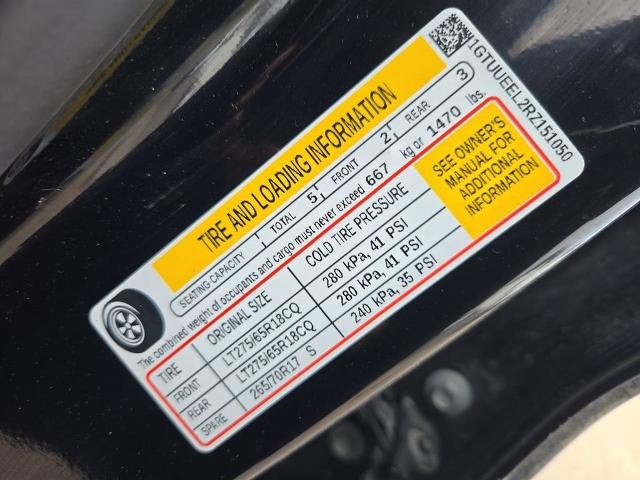 1GTUUEEL2RZ151050
TIRE AND LOADING INFORMATION
SEATING CAPACITY TOTAL 5 FRONT 2 REAR 3
The combined weight of occupants and cargo must never exceed 667 kg or 1470 lbs.
TIRE ORIGINAL SIZE COLD TIRE PRESSURE
FRONT LT275/65R18CQ 280 kPa, 41 PSI
REAR LT275/65R18CQ 280 kPa, 41 PSI
SPARE 265/70R17 S 240 kPa, 35 PSI
SEE OWNER'S
MANUAL FOR
ADDITIONAL
INFORMATION